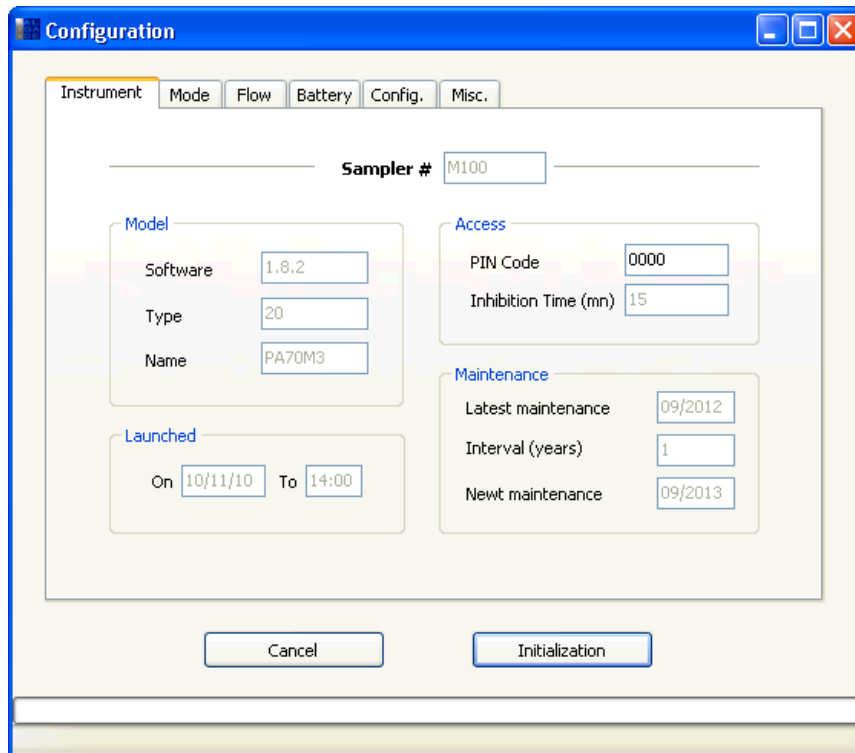 Configuration
Instrument Mode Flow Battery Config. Misc.
Sampler # M100
Model
Software 1.8.2
Type 20
Name PA70M3
Launched
On 10/11/10 To 14:00
Access
PIN Code 0000
Inhibition Time (mn) 15
Maintenance
Latest maintenance 09/2012
Interval (years) 1
Newt maintenance 09/2013
Cancel Initialization